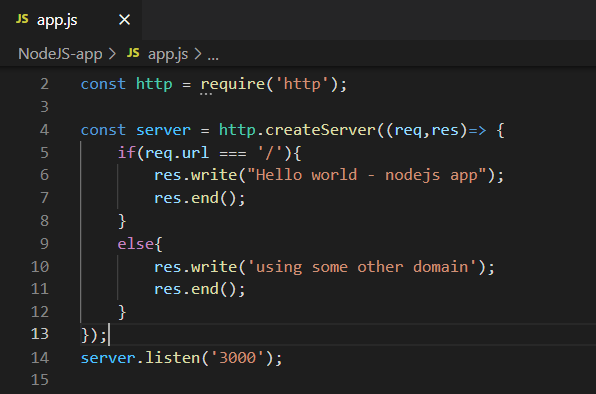 JS app.js ×
NodeJS-app > JS app.js > ...
2 const http = require('http');
3
4 const server = http.createServer((req,res)=> {
5     if(req.url === '/'){
6         res.write("Hello world - nodejs app");
7         res.end();
8     }
9     else{
10         res.write('using some other domain');
11         res.end();
12     }
13 });
14 server.listen('3000');
15